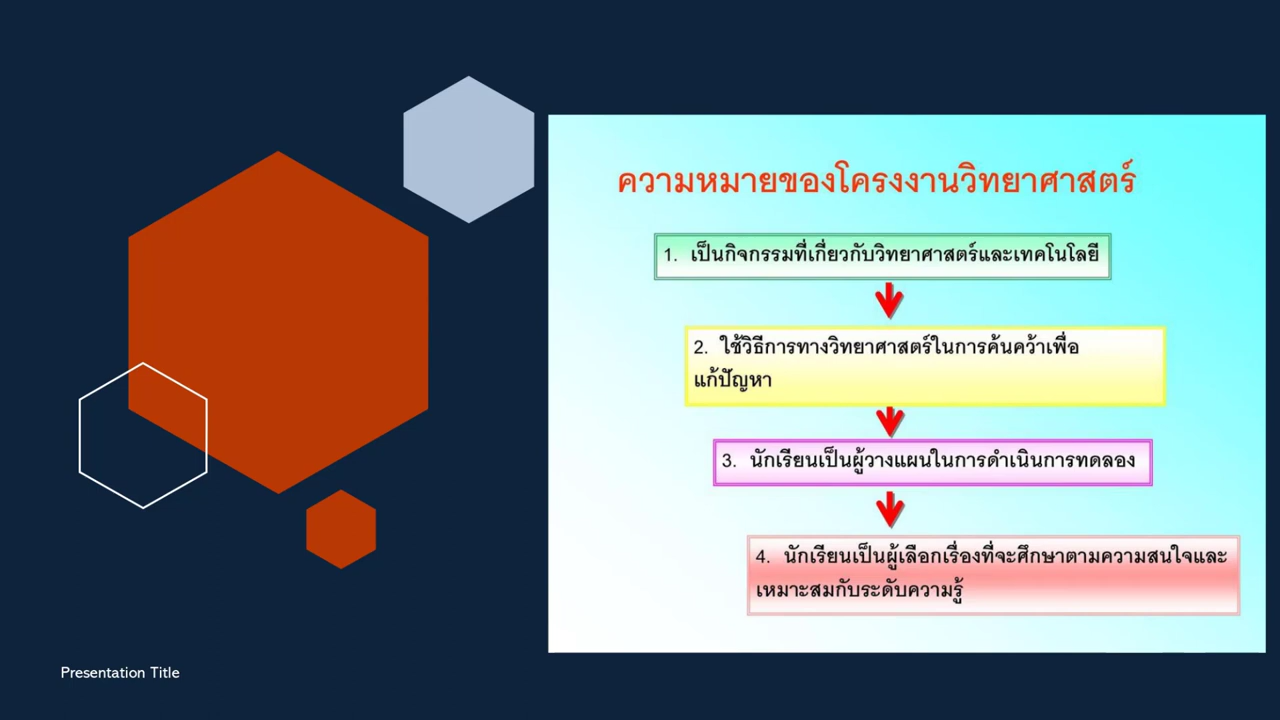 ความหมายของโครงงานวิทยาศาสตร์
1. เป็นกิจกรรมที่เกี่ยวกับวิทยาศาสตร์และเทคโนโลยี
2. ใช้วิธีการทางวิทยาศาสตร์ในการค้นคว้าเพื่อ
แก้ปัญหา
3. นักเรียนเป็นผู้วางแผนในการดำเนินการทดลอง
4. นักเรียนเป็นผู้เลือกเรื่องที่จะศึกษาตามความสนใจและ
เหมาะสมกับระดับความรู้
Presentation Title